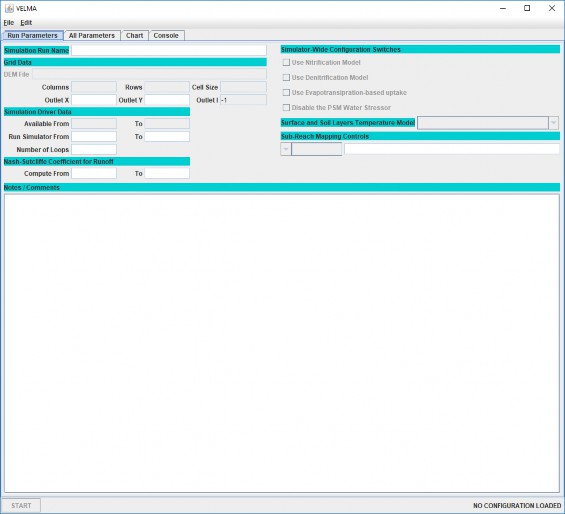 VELMA
File Edit
Run Parameters All Parameters Chart Console
Simulation Run Name
Grid Data
DEM File
Columns Rows Cell Size
Outlet X Outlet Y Outlet I -1
Simulation Driver Data
Available From To
Run Simulator From To
Number of Loops
Nash-Sutcliffe Coefficient for Runoff
Compute From To
Simulator-Wide Configuration Switches
Use Nitrification Model
Use Denitrification Model
Use Evapotranspiration-based uptake
Disable the PSM Water Stressor
Surface and Soil Layers Temperature Model
Sub-Reach Mapping Controls
Notes / Comments
START NO CONFIGURATION LOADED